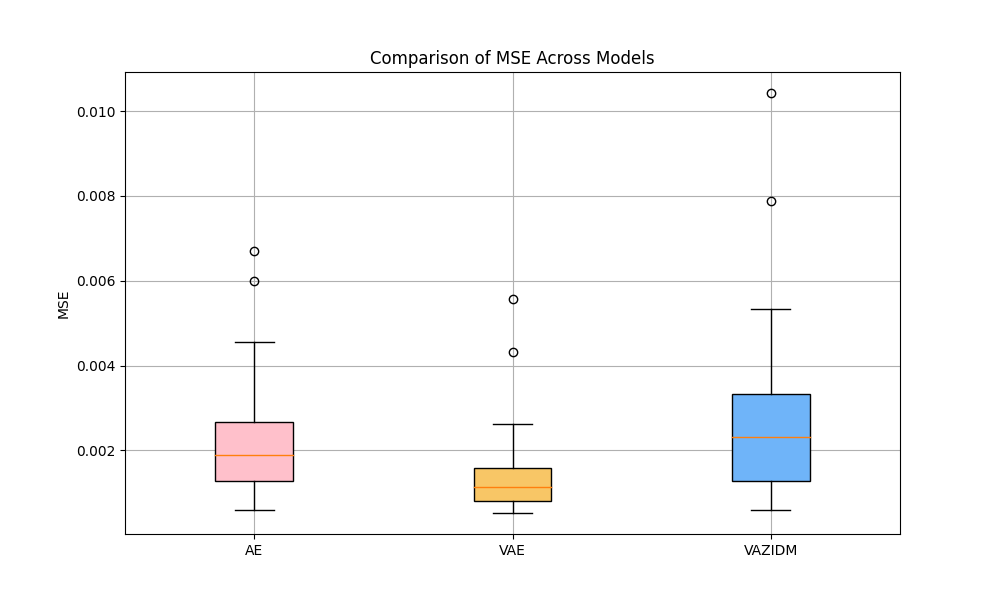 Comparison of MSE Across Models
0.010
0.008
0.006
0.004
0.002
MSE
AE
VAE
VAZIDM